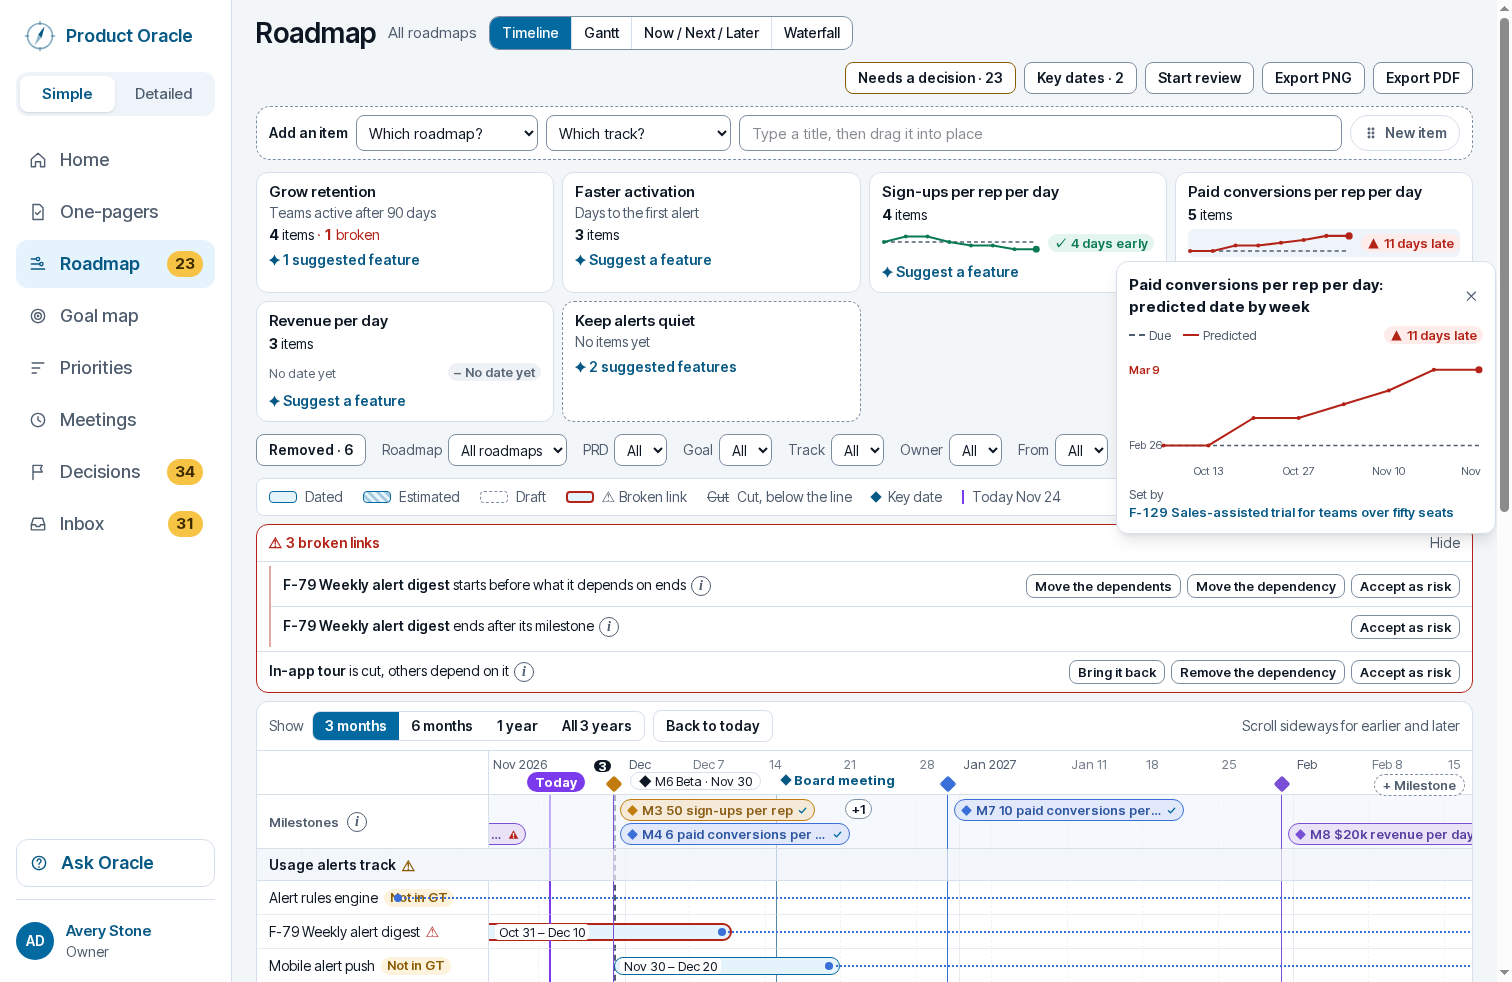 Product Oracle
Simple
Detailed
Home
One-pagers
Roadmap 23
Goal map
Priorities
Meetings
Decisions 34
Inbox 31
Ask Oracle
AD
Avery Stone
Owner
Roadmap All roadmaps Timeline Gantt Now / Next / Later Waterfall
Needs a decision · 23 Key dates · 2 Start review Export PNG Export PDF
Add an item Which roadmap? Which track? Type a title, then drag it into place New item
Grow retention
Teams active after 90 days
4 items · 1 broken
1 suggested feature
Faster activation
Days to the first alert
3 items
Suggest a feature
Sign-ups per rep per day
4 items
✓ 4 days early
Suggest a feature
Paid conversions per rep per day
5 items
▲ 11 days late
Revenue per day
3 items
No date yet – No date yet
Suggest a feature
Keep alerts quiet
No items yet
2 suggested features
Paid conversions per rep per day:
predicted date by week
Due Predicted ▲ 11 days late
Mar 9
Feb 26
Oct 13 Oct 27 Nov 10 Nov
Set by
F-129 Sales-assisted trial for teams over fifty seats
Removed · 6 Roadmap All roadmaps PRD All Goal All Track All Owner All From All
Dated Estimated Draft ⚠ Broken link Cut Cut, below the line Key date Today Nov 24
⚠ 3 broken links Hide
F-79 Weekly alert digest starts before what it depends on ends i Move the dependents Move the dependency Accept as risk
F-79 Weekly alert digest ends after its milestone i Accept as risk
In-app tour is cut, others depend on it i Bring it back Remove the dependency Accept as risk
Show 3 months 6 months 1 year All 3 years Back to today Scroll sideways for earlier and later
Nov 2026 3 Dec Dec 7 14 21 28 Jan 2027 Jan 11 18 25 Feb Feb 8 15
Today ◆ M6 Beta · Nov 30 ◆ Board meeting + Milestone
Milestones i
M3 50 sign-ups per rep ✓ +1 M7 10 paid conversions per... ✓
... M4 6 paid conversions per ... ✓ M8 $20k revenue per day
Usage alerts track ⚠
Alert rules engine Not in GT
F-79 Weekly alert digest ⚠ Oct 31 – Dec 10
Mobile alert push Not in GT Nov 30 – Dec 20